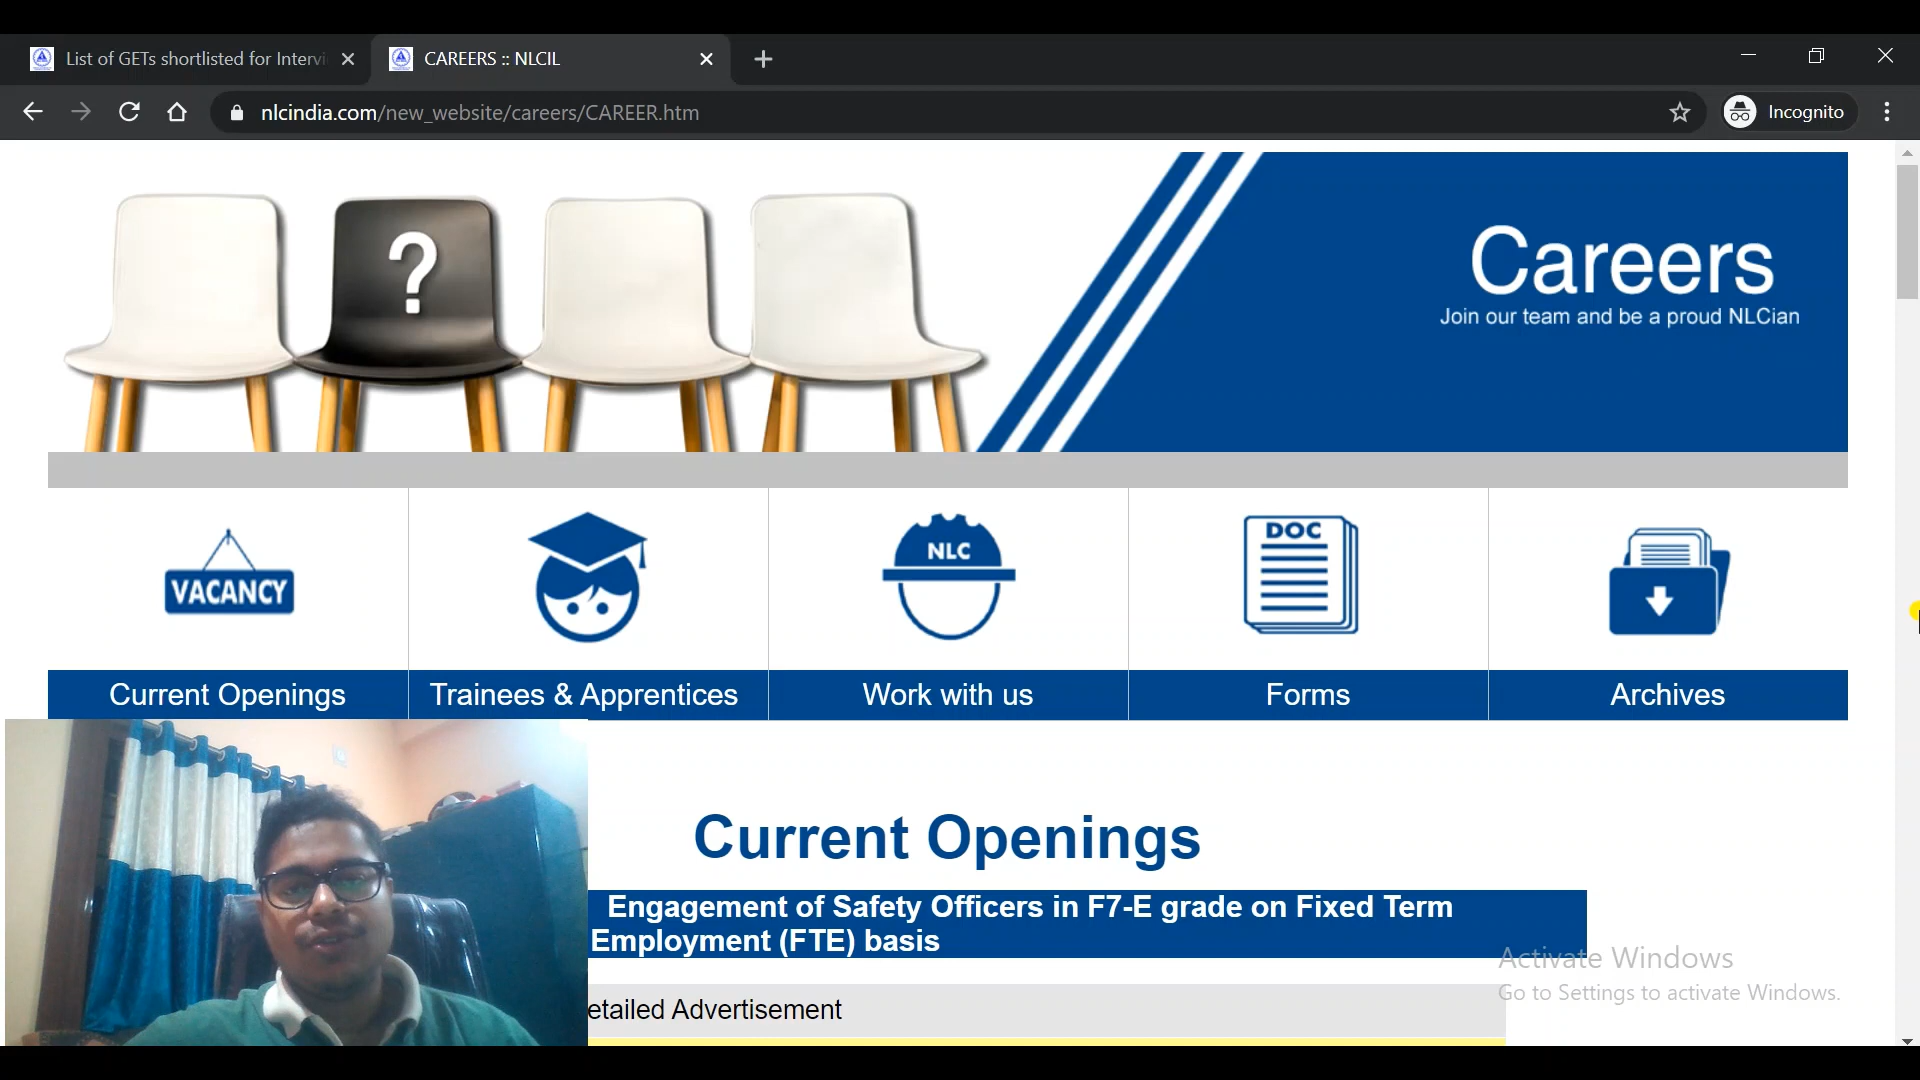 List of GETs shortlisted for Intervi
CAREERS :: NLCIL
nlcindia.com/new_website/careers/CAREER.htm
Incognito
?
Careers
Join our team and be a proud NLCian
VACANCY
NLC
DOC
Current Openings
Trainees & Apprentices
Work with us
Forms
Archives
Current Openings
Engagement of Safety Officers in F7-E grade on Fixed Term
Employment (FTE) basis
etailed Advertisement
Activate Windows
Go to Settings to activate Windows.